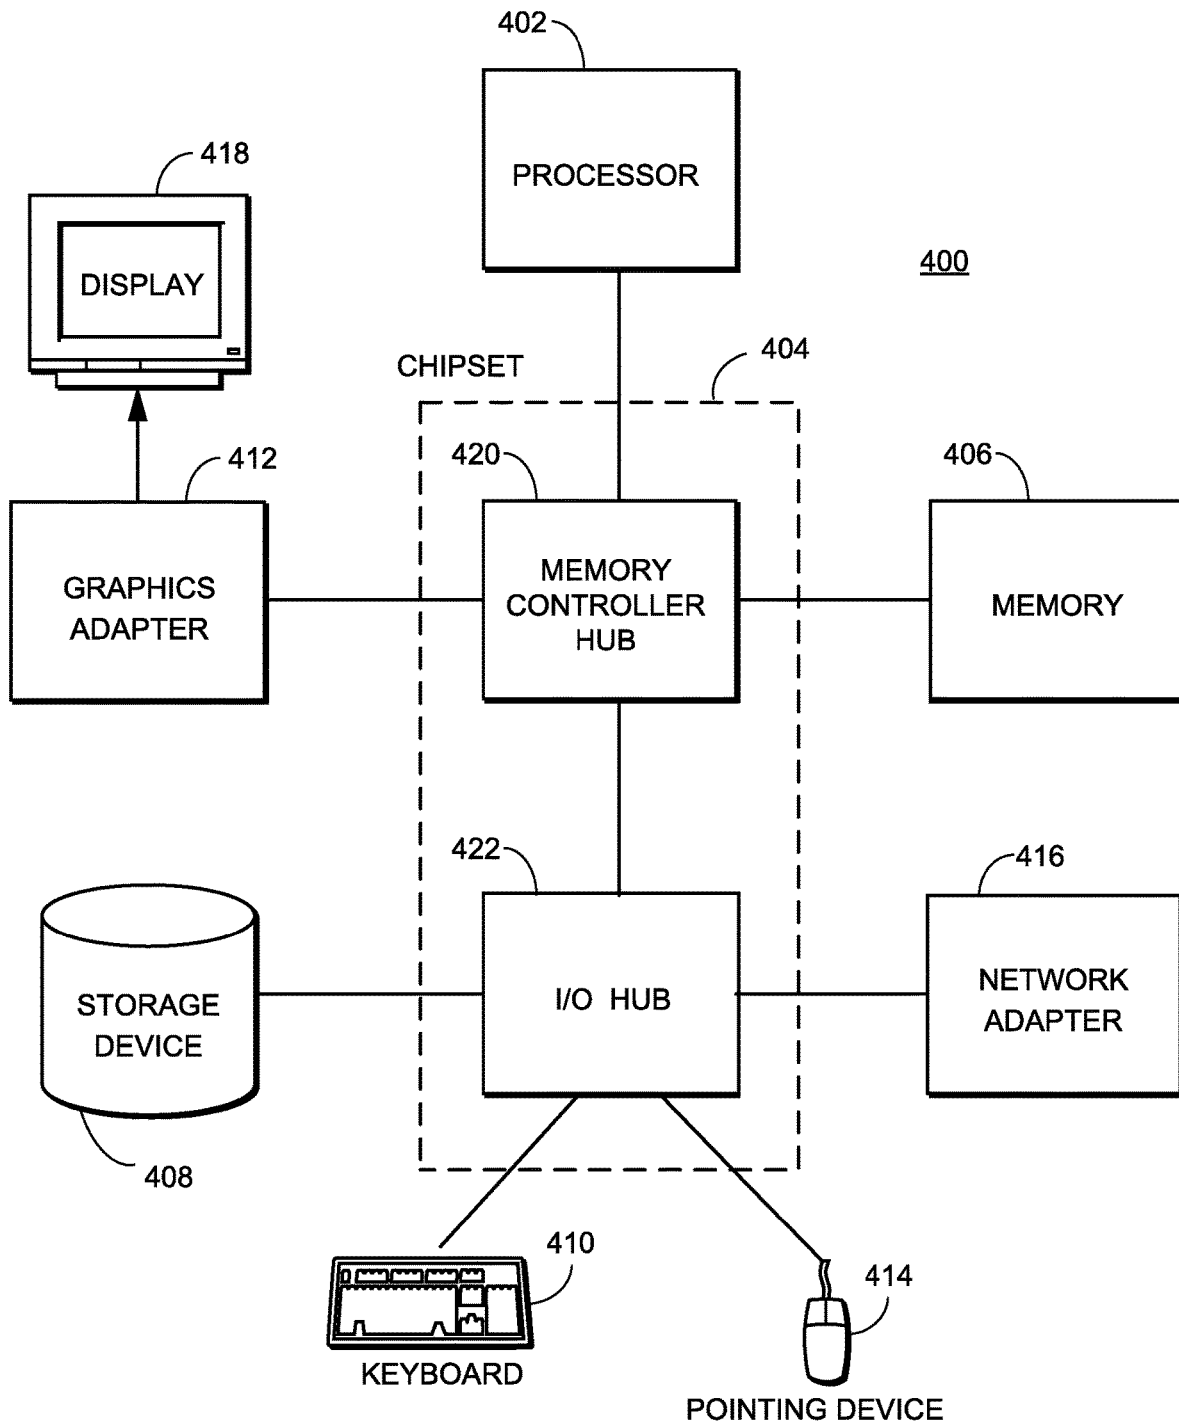 402
PROCESSOR
418
DISPLAY
400
CHIPSET
404
412
GRAPHICS
ADAPTER
420
MEMORY
CONTROLLER
HUB
406
MEMORY
422
I/O HUB
416
NETWORK
ADAPTER
STORAGE
DEVICE
408
410
KEYBOARD
414
POINTING DEVICE